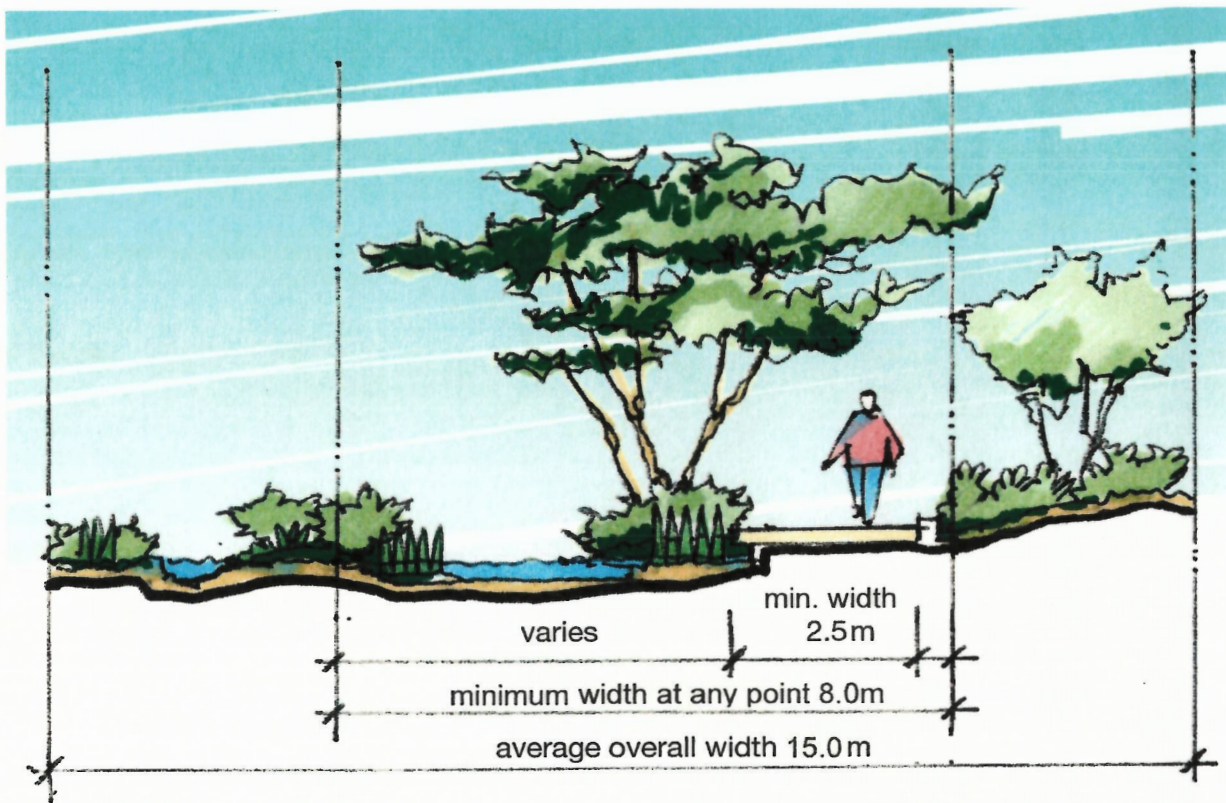 varies
min. width
2.5m
minimum width at any point 8.0m
average overall width 15.0m